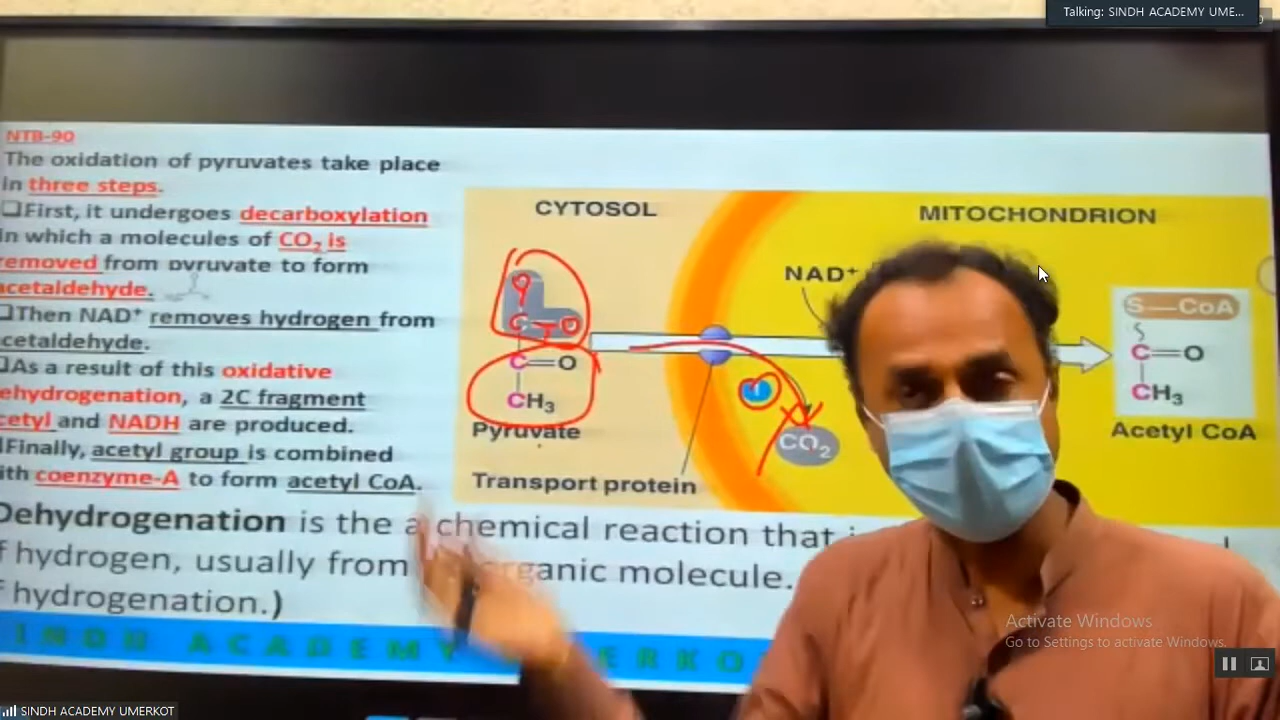 Talking: SINDH ACADEMY UME...
NTB-90
The oxidation of pyruvates take place
in three steps.
❑First, it undergoes decarboxylation
in which a molecules of CO₂ is
removed from pyruvate to form
acetaldehyde.
❑Then NAD⁺ removes hydrogen from
cetaldehyde.
❑As a result of this oxidative
ehydrogenation, a 2C fragment
cetyl and NADH are produced.
Finally, acetyl group is combined
ith coenzyme-A to form acetyl CoA.
Dehydrogenation is the a chemical reaction that
f hydrogen, usually from organic molecule.
f hydrogenation.)
CYTOSOL
MITOCHONDRION
NAD⁺
O
C—O
C=O
CH₃
Pyruvate
Transport protein
1
CO₂
S—CoA
C=O
CH₃
Acetyl CoA
INDH ACADEMY ERKO
Activate Windows
Go to Settings to activate Windows.
SINDH ACADEMY UMERKOT